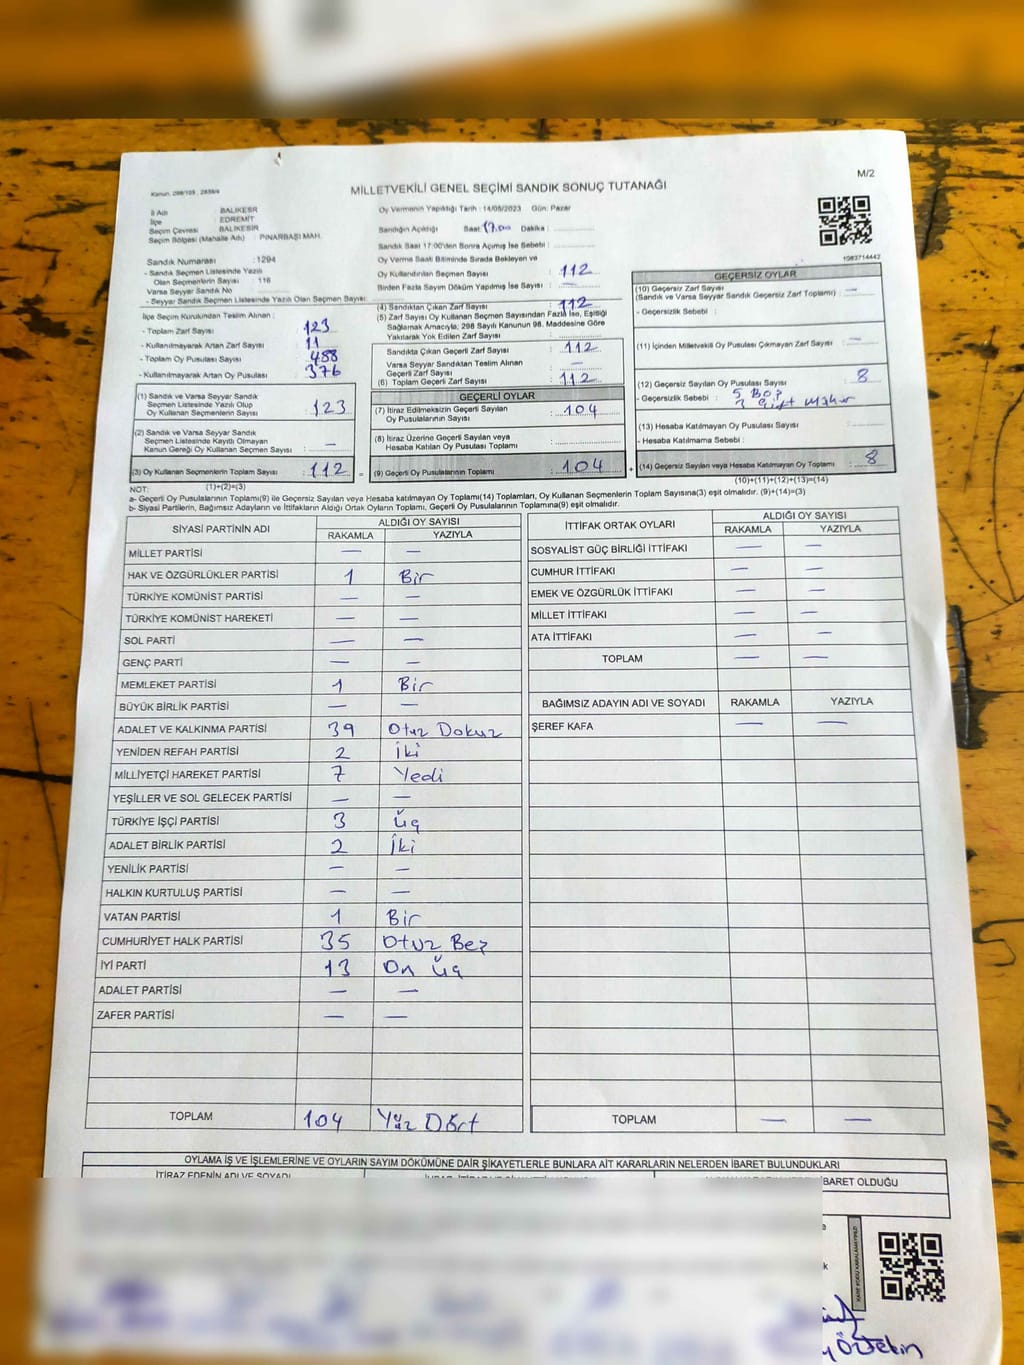 M/2
Kanun, 298/105 : 2839/4
MİLLETVEKİLİ GENEL SEÇİMİ SANDIK SONUÇ TUTANAĞI
İl Adı : BALIKESİR
İlçe : EDREMİT
Seçim Çevresi : BALIKESİR
Seçim Bölgesi (Mahalle Adı) : PINARBAŞI MAH.
Oy Vermenin Yapıldığı Tarih : 14/05/2023 Gün: Pazar
Sandığın Açıldığı Saat 17.00 Dakika :
Sandık Saat 17:00'den Sonra Açılmış İse Sebebi :
Oy Verme Saati Bitiminde Sırada Bekleyen ve
Oy Kullandırılan Seçmen Sayısı : 112
Birden Fazla Sayım Döküm Yapılmış İse Sayısı : —
1083714442
Sandık Numarası : 1294
- Sandık Seçmen Listesinde Yazılı
Olan Seçmenlerin Sayısı : 116
Varsa Seyyar Sandık No
- Seyyar Sandık Seçmen Listesinde Yazılı Olan Seçmen Sayısı:
İlçe Seçim Kurulundan Teslim Alınan :
- Toplam Zarf Sayısı : 123
- Kullanılmayarak Artan Zarf Sayısı : 11
- Toplam Oy Pusulası Sayısı : 488
- Kullanılmayarak Artan Oy Pusulası : 376
(1) Sandık ve Varsa Seyyar Sandık
Seçmen Listesinde Yazılı Olup
Oy Kullanan Seçmenlerin Sayısı : 123
(2) Sandık ve Varsa Seyyar Sandık
Seçmen Listesinde Kayıtlı Olmayan
Kanun Gereği Oy Kullanan Seçmen Sayısı : —
(3) Oy Kullanan Seçmenlerin Toplam Sayısı : 112
(1)+(2)=(3)
(4) Sandıktan Çıkan Zarf Sayısı : 112
(5) Zarf Sayısı Oy Kullanan Seçmen Sayısından Fazla İse, Eşitliği
Sağlamak Amacıyla; 298 Sayılı Kanunun 98. Maddesine Göre
Yakılarak Yok Edilen Zarf Sayısı
Sandıkta Çıkan Geçerli Zarf Sayısı : 112
Varsa Seyyar Sandıktan Teslim Alınan
Geçerli Zarf Sayısı : —
(6) Toplam Geçerli Zarf Sayısı : 112
GEÇERLİ OYLAR
(7) İtiraz Edilmeksizin Geçerli Sayılan
Oy Pusulalarının Sayısı : 104
(8) İtiraz Üzerine Geçerli Sayılan veya
Hesaba Katılan Oy Pusulası Toplamı
(9) Geçerli Oy Pusulalarının Toplamı : 104
GEÇERSİZ OYLAR
(10) Geçersiz Zarf Sayısı
(Sandık ve Varsa Seyyar Sandık Geçersiz Zarf Toplamı) : —
- Geçersizlik Sebebi :
(11) İçinden Milletvekili Oy Pusulası Çıkmayan Zarf Sayısı : —
(12) Geçersiz Sayılan Oy Pusulası Sayısı : 8
- Geçersizlik Sebebi : 5 Boş
3 Çift Mühür
(13) Hesaba Katılmayan Oy Pusulası Sayısı
- Hesaba Katılmama Sebebi :
(14) Geçersiz Sayılan veya Hesaba Katılmayan Oy Toplamı : 8
(10)+(11)+(12)+(13)=(14)
NOT:
a- Geçerli Oy Pusulalarının Toplamı(9) ile Geçersiz Sayılan veya Hesaba katılmayan Oy Toplamı(14) Toplamları, Oy Kullanan Seçmenlerin Toplam Sayısına(3) eşit olmalıdır. (9)+(14)=(3)
b- Siyasi Partilerin, Bağımsız Adayların ve İttifakların Aldığı Ortak Oyların Toplamı, Geçerli Oy Pusulalarının Toplamına(9) eşit olmalıdır.
SİYASİ PARTİNİN ADI ALDIĞI OY SAYISI
RAKAMLA YAZIYLA
MİLLET PARTİSİ — —
HAK VE ÖZGÜRLÜKLER PARTİSİ 1 Bir
TÜRKİYE KOMÜNİST PARTİSİ — —
TÜRKİYE KOMÜNİST HAREKETİ — —
SOL PARTİ — —
GENÇ PARTİ — —
MEMLEKET PARTİSİ 1 Bir
BÜYÜK BİRLİK PARTİSİ — —
ADALET VE KALKINMA PARTİSİ 39 Otuz Dokuz
YENİDEN REFAH PARTİSİ 2 İki
MİLLİYETÇİ HAREKET PARTİSİ 7 Yedi
YEŞİLLER VE SOL GELECEK PARTİSİ — —
TÜRKİYE İŞÇİ PARTİSİ 3 Üç
ADALET BİRLİK PARTİSİ 2 İki
YENİLİK PARTİSİ — —
HALKIN KURTULUŞ PARTİSİ — —
VATAN PARTİSİ 1 Bir
CUMHURİYET HALK PARTİSİ 35 Otuz Beş
İYİ PARTİ 13 On Üç
ADALET PARTİSİ — —
ZAFER PARTİSİ — —
TOPLAM 104 Yüz Dört
İTTİFAK ORTAK OYLARI ALDIĞI OY SAYISI
RAKAMLA YAZIYLA
SOSYALİST GÜÇ BİRLİĞİ İTTİFAKI — —
CUMHUR İTTİFAKI — —
EMEK VE ÖZGÜRLÜK İTTİFAKI — —
MİLLET İTTİFAKI — —
ATA İTTİFAKI — —
TOPLAM — —
BAĞIMSIZ ADAYIN ADI VE SOYADI RAKAMLA YAZIYLA
ŞEREF KAFA — —
TOPLAM — —
OYLAMA İŞ VE İŞLEMLERİNE VE OYLARIN SAYIM DÖKÜMÜNE DAİR ŞİKAYETLERLE BUNLARA AİT KARARLARIN NELERDEN İBARET BULUNDUKLARI
İTİRAZ EDENİN ADI VE SOYADI
İBARET OLDUĞU
Öztekin